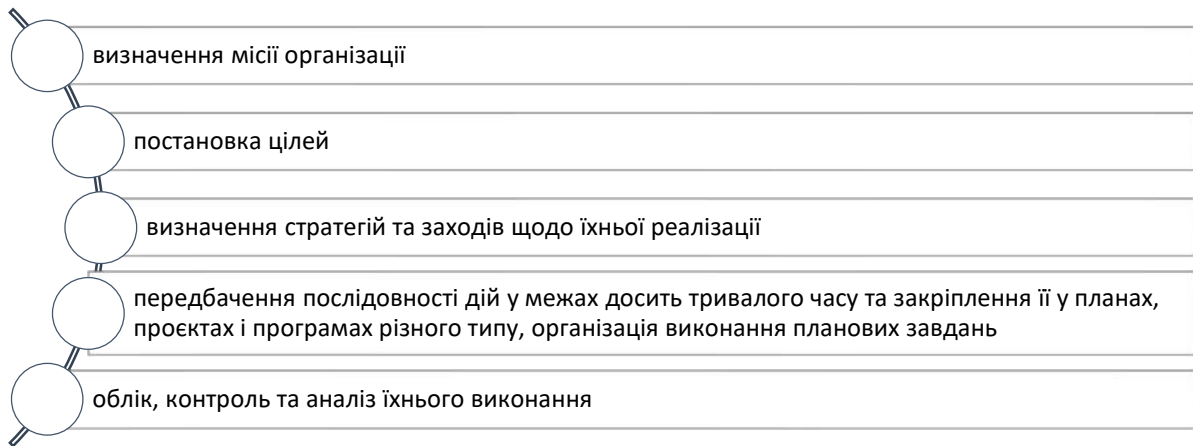 визначення місії організації
постановка цілей
визначення стратегій та заходів щодо їхньої реалізації
передбачення послідовності дій у межах досить тривалого часу та закріплення її у планах,
проєктах і програмах різного типу, організація виконання планових завдань
облік, контроль та аналіз їхнього виконання